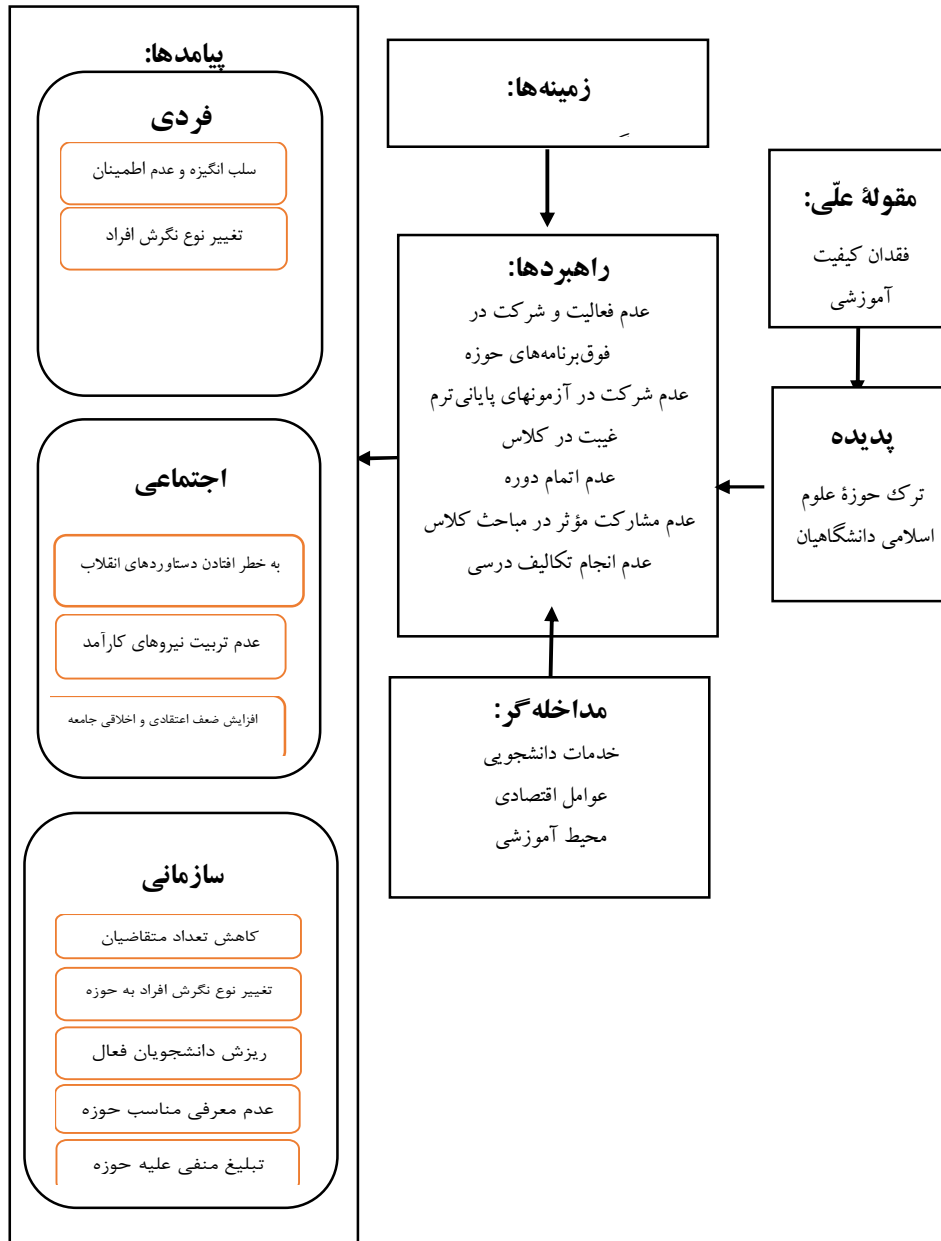 مقولهٔ علّی:
فقدان کیفیت
آموزشی
پدیده
ترک حوزهٔ علوم
اسلامی دانشگاهیان
زمینه‌ها:
راهبردها:
عدم فعالیت و شرکت در
فوق‌برنامه‌های حوزه
عدم شرکت در آزمونهای پایانی‌ترم
غیبت در کلاس
عدم اتمام دوره
عدم مشارکت مؤثر در مباحث کلاس
عدم انجام تکالیف درسی
مداخله‌گر:
خدمات دانشجویی
عوامل اقتصادی
محیط آموزشی
پیامدها:
فردی
سلب انگیزه و عدم اطمینان
تغییر نوع نگرش افراد
اجتماعی
به خطر افتادن دستاوردهای انقلاب
عدم تربیت نیروهای کارآمد
افزایش ضعف اعتقادی و اخلاقی جامعه
سازمانی
کاهش تعداد متقاضیان
تغییر نوع نگرش افراد به حوزه
ریزش دانشجویان فعال
عدم معرفی مناسب حوزه
تبلیغ منفی علیه حوزه